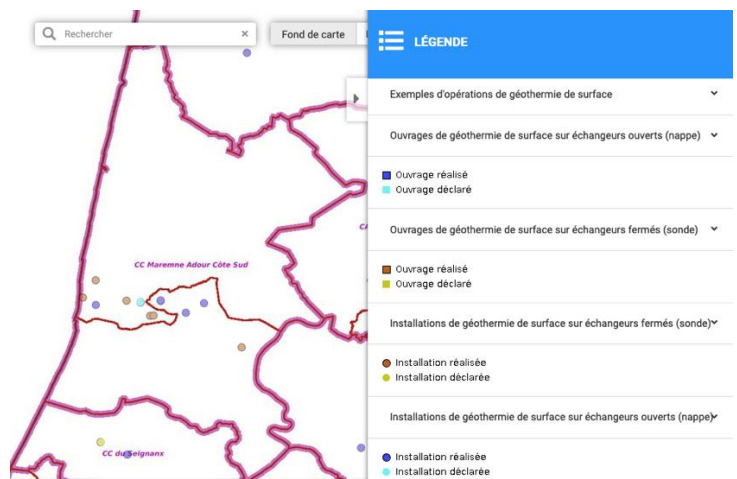 Rechercher
Fond de carte
LÉGENDE
Exemples d'opérations de géothermie de surface
Ouvrages de géothermie de surface sur échangeurs ouverts (nappe)
Ouvrage réalisé
Ouvrage déclaré
Ouvrages de géothermie de surface sur échangeurs fermés (sonde)
Ouvrage réalisé
Ouvrage déclaré
Installations de géothermie de surface sur échangeurs fermés (sonde)
Installation réalisée
Installation déclarée
Installations de géothermie de surface sur échangeurs ouverts (nappe)
Installation réalisée
Installation déclarée
CC Maremne Adour Côte Sud
CC du Seignanx